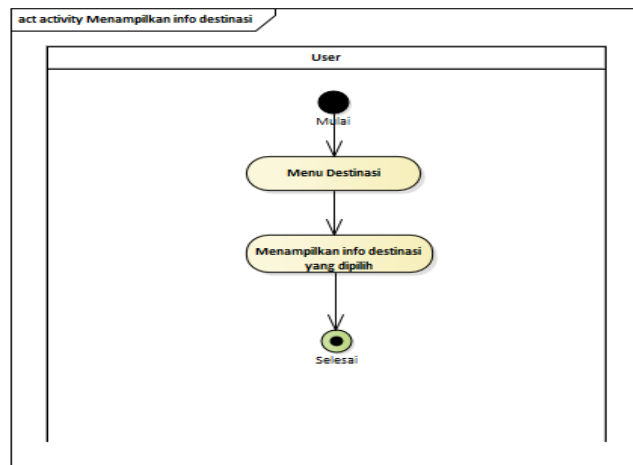 act activity Menampilkan info destinasi
User
Mulai
Menu Destinasi
Menampilkan info destinasi
yang dipilih
Selesai